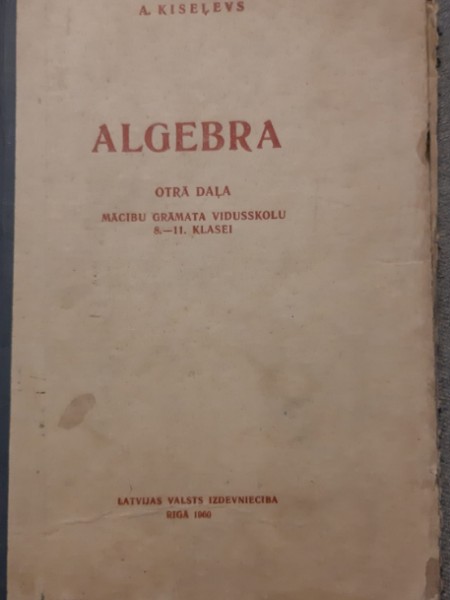 A. KISEĻEVS
ALGEBRA
OTRĀ DAĻA
MĀCĪBU GRĀMATA VIDUSSKOLU
8.—11. KLASEI
LATVIJAS VALSTS IZDEVNIECĪBA
RĪGĀ 1960